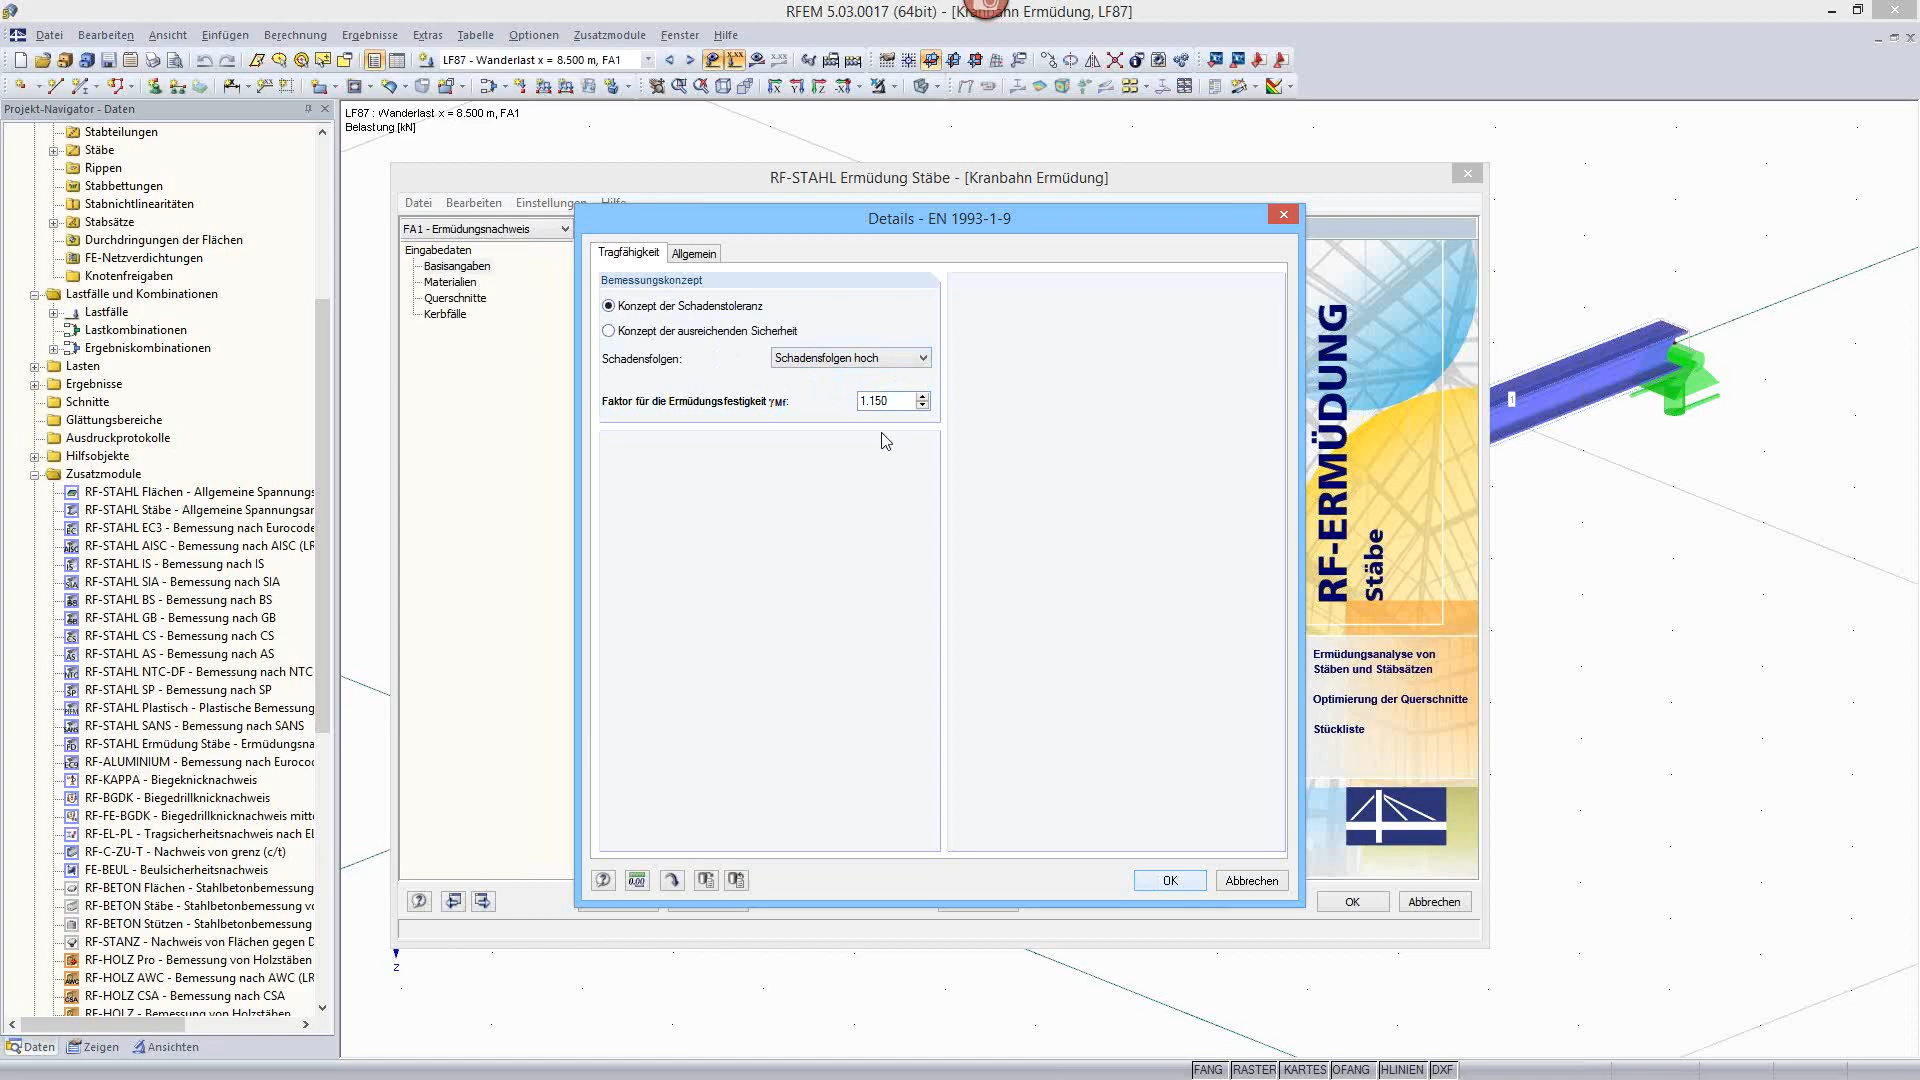 RFEM 5.03.0017 (64bit) - [Kranbahn Ermüdung, LF87]
Datei Bearbeiten Ansicht Einfügen Berechnung Ergebnisse Extras Tabelle Optionen Zusatzmodule Fenster Hilfe
LF87 - Wanderlast x = 8.500 m, FA1
Projekt-Navigator - Daten
Stabteilungen
Stäbe
Rippen
Stabbettungen
Stabnichtlinearitäten
Stabsätze
Durchdringungen der Flächen
FE-Netzverdichtungen
Knotenfreigaben
Lastfälle und Kombinationen
Lastfälle
Lastkombinationen
Ergebniskombinationen
Lasten
Ergebnisse
Schnitte
Glättungsbereiche
Ausdruckprotokolle
Hilfsobjekte
Zusatzmodule
RF-STAHL Flächen - Allgemeine Spannungs
RF-STAHL Stäbe - Allgemeine Spannungsar
RF-STAHL EC3 - Bemessung nach Eurocode
RF-STAHL AISC - Bemessung nach AISC (LR
RF-STAHL IS - Bemessung nach IS
RF-STAHL SIA - Bemessung nach SIA
RF-STAHL BS - Bemessung nach BS
RF-STAHL GB - Bemessung nach GB
RF-STAHL CS - Bemessung nach CS
RF-STAHL AS - Bemessung nach AS
RF-STAHL NTC-DF - Bemessung nach NTC
RF-STAHL SP - Bemessung nach SP
RF-STAHL Plastisch - Plastische Bemessung
RF-STAHL SANS - Bemessung nach SANS
RF-STAHL Ermüdung Stäbe - Ermüdungsna
RF-ALUMINIUM - Bemessung nach Euroco
RF-KAPPA - Biegeknicknachweis
RF-BGDK - Biegedrillknicknachweis
RF-FE-BGDK - Biegedrillknicknachweis mitt
RF-EL-PL - Tragsicherheitsnachweis nach El
RF-C-ZU-T - Nachweis von grenz (c/t)
FE-BEUL - Beulsicherheitsnachweis
RF-BETON Flächen - Stahlbetonbemessung
RF-BETON Stäbe - Stahlbetonbemessung vo
RF-BETON Stützen - Stahlbetonbemessung
RF-STANZ - Nachweis von Flächen gegen D
RF-HOLZ Pro - Bemessung von Holzstäben
RF-HOLZ AWC - Bemessung nach AWC (LR
RF-HOLZ CSA - Bemessung nach CSA
RF-HOLZ - Bemessung von Holzstäben
Daten Zeigen Ansichten
LF87 : Wanderlast x = 8.500 m, FA1
Belastung [kN]
RF-STAHL Ermüdung Stäbe - [Kranbahn Ermüdung]
Datei Bearbeiten Einstellungen Hilfe
FA1 - Ermüdungsnachweis
Eingabedaten
Basisangaben
Materialien
Querschnitte
Kerbfälle
Details - EN 1993-1-9
Tragfähigkeit Allgemein
Bemessungskonzept
Konzept der Schadenstoleranz
Konzept der ausreichenden Sicherheit
Schadensfolgen: Schadensfolgen hoch
Faktor für die Ermüdungsfestigkeit γMf: 1.150
OK Abbrechen
RF-ERMÜDUNG
Stäbe
Ermüdungsanalyse von
Stäben und Stäbsätzen
Optimierung der Querschnitte
Stückliste
OK Abbrechen
1
Z
FANG RASTER KARTES OFANG HLINIEN DXF